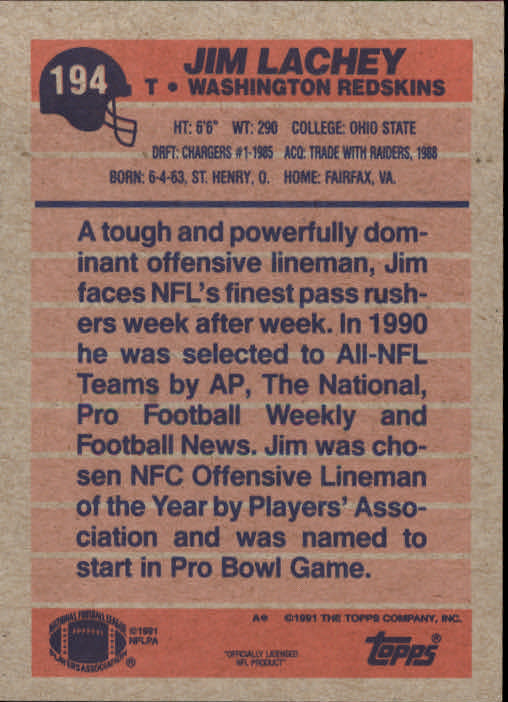 194
JIM LACHEY
T • WASHINGTON REDSKINS
HT: 6'6" WT: 290 COLLEGE: OHIO STATE
DRFT: CHARGERS #1-1985 ACQ: TRADE WITH RAIDERS, 1988
BORN: 6-4-63, ST. HENRY, O. HOME: FAIRFAX, VA.
A tough and powerfully dom-
inant offensive lineman, Jim
faces NFL's finest pass rush-
ers week after week. In 1990
he was selected to All-NFL
Teams by AP, The National,
Pro Football Weekly and
Football News. Jim was cho-
sen NFC Offensive Lineman
of the Year by Players' Asso-
ciation and was named to
start in Pro Bowl Game.
NATIONAL FOOTBALL LEAGUE
PLAYERS ASSOCIATION
®
©1991
NFLPA
A* ©1991 THE TOPPS COMPANY, INC.
"OFFICIALLY LICENSED
NFL PRODUCT"
topps®